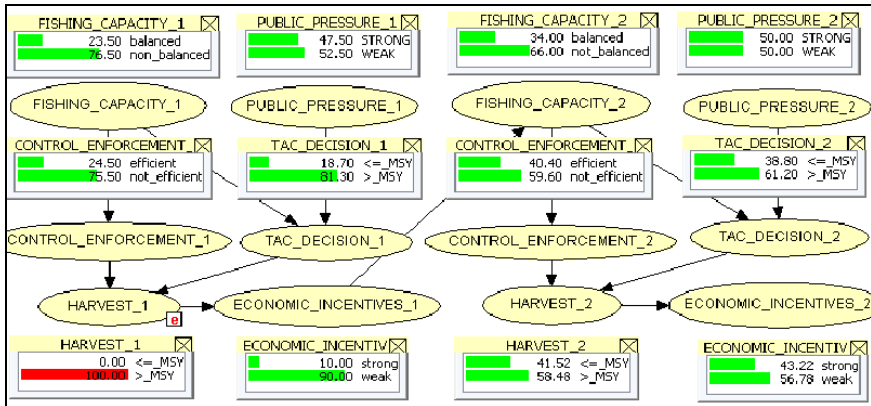 FISHING_CAPACITY_1
23.50 balanced
76.50 non_balanced
PUBLIC_PRESSURE_1
47.50 STRONG
52.50 WEAK
FISHING_CAPACITY_2
34.00 balanced
66.00 not_balanced
PUBLIC_PRESSURE_2
50.00 STRONG
50.00 WEAK
FISHING_CAPACITY_1
PUBLIC_PRESSURE_1
FISHING_CAPACITY_2
PUBLIC_PRESSURE_2
CONTROL_ENFORCEMENT_
24.50 efficient
75.50 not_efficient
TAC_DECISION_1
18.70 <=_MSY
81.30 >_MSY
CONTROL_ENFORCEMENT_
40.40 efficient
59.60 not_efficient
TAC_DECISION_2
38.80 <=_MSY
61.20 >_MSY
CONTROL_ENFORCEMENT_1
TAC_DECISION_1
CONTROL_ENFORCEMENT_2
TAC_DECISION_2
HARVEST_1
e
ECONOMIC_INCENTIVES_1
HARVEST_2
ECONOMIC_INCENTIVES_2
HARVEST_1
0.00 <=_MSY
100.00 >_MSY
ECONOMIC_INCENTIV
10.00 strong
90.00 weak
HARVEST_2
41.52 <=_MSY
58.48 >_MSY
ECONOMIC_INCENTIV
43.22 strong
56.78 weak